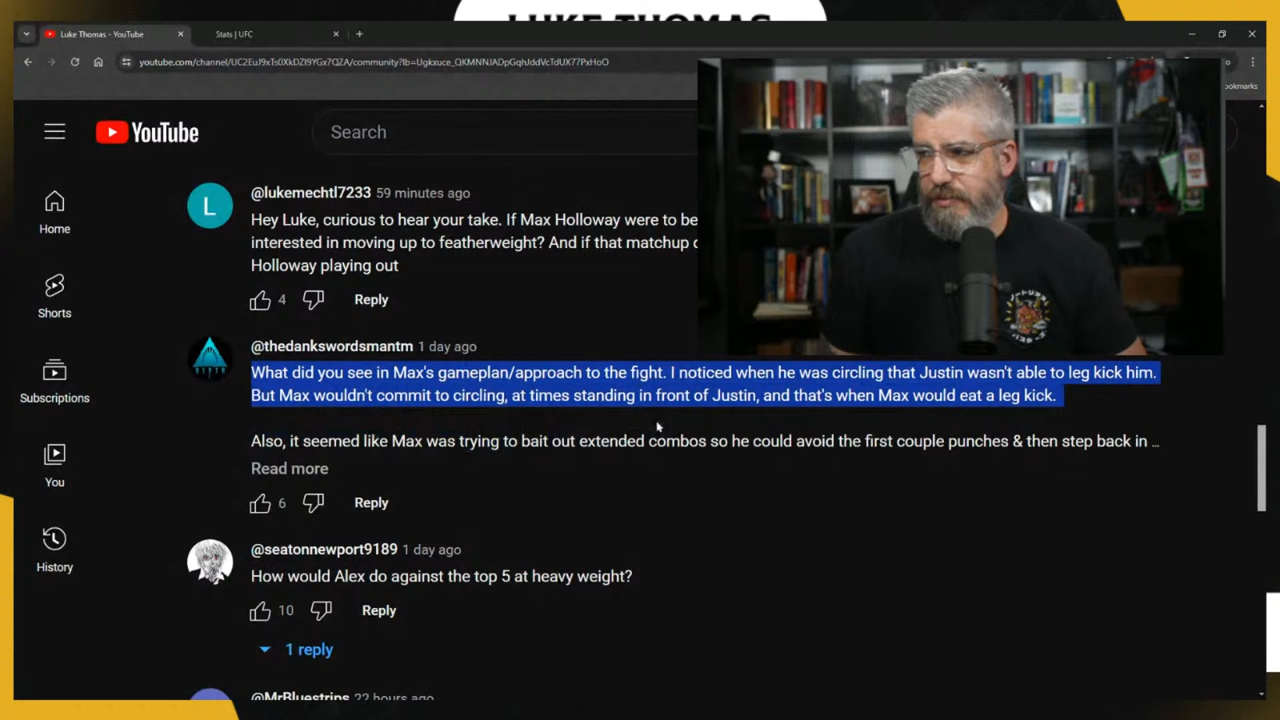 LUKE THOMAS
Luke Thomas - YouTube
Stats | UFC
YouTube
Search
Home
Shorts
Subscriptions
You
History
L
@lukemechtl7233 59 minutes ago
Hey Luke, curious to hear your take. If Max Holloway were to be
interested in moving up to featherweight? And if that matchup
Holloway playing out
4 Reply
@thedankswordsmantm 1 day ago
What did you see in Max's gameplan/approach to the fight. I noticed when he was circling that Justin wasn't able to leg kick him.
But Max wouldn't commit to circling, at times standing in front of Justin, and that's when Max would eat a leg kick.
Also, it seemed like Max was trying to bait out extended combos so he could avoid the first couple punches & then step back in ...
Read more
6 Reply
@seatonnewport9189 1 day ago
How would Alex do against the top 5 at heavy weight?
10 Reply
1 reply
@MrBluestrips 22 hours ago